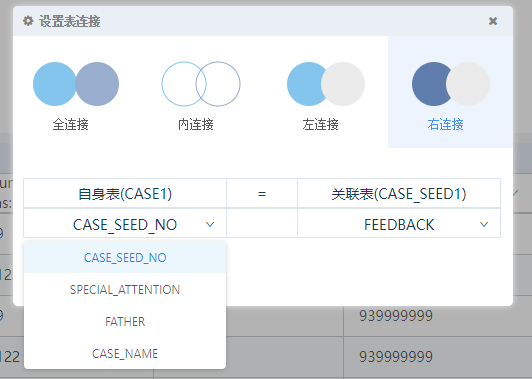 设置表连接
全连接 内连接 左连接 右连接
自身表(CASE1) = 关联表(CASE_SEED1)
CASE_SEED_NO FEEDBACK
CASE_SEED_NO
SPECIAL_ATTENTION
FATHER
939999999
CASE_NAME
122 939999999